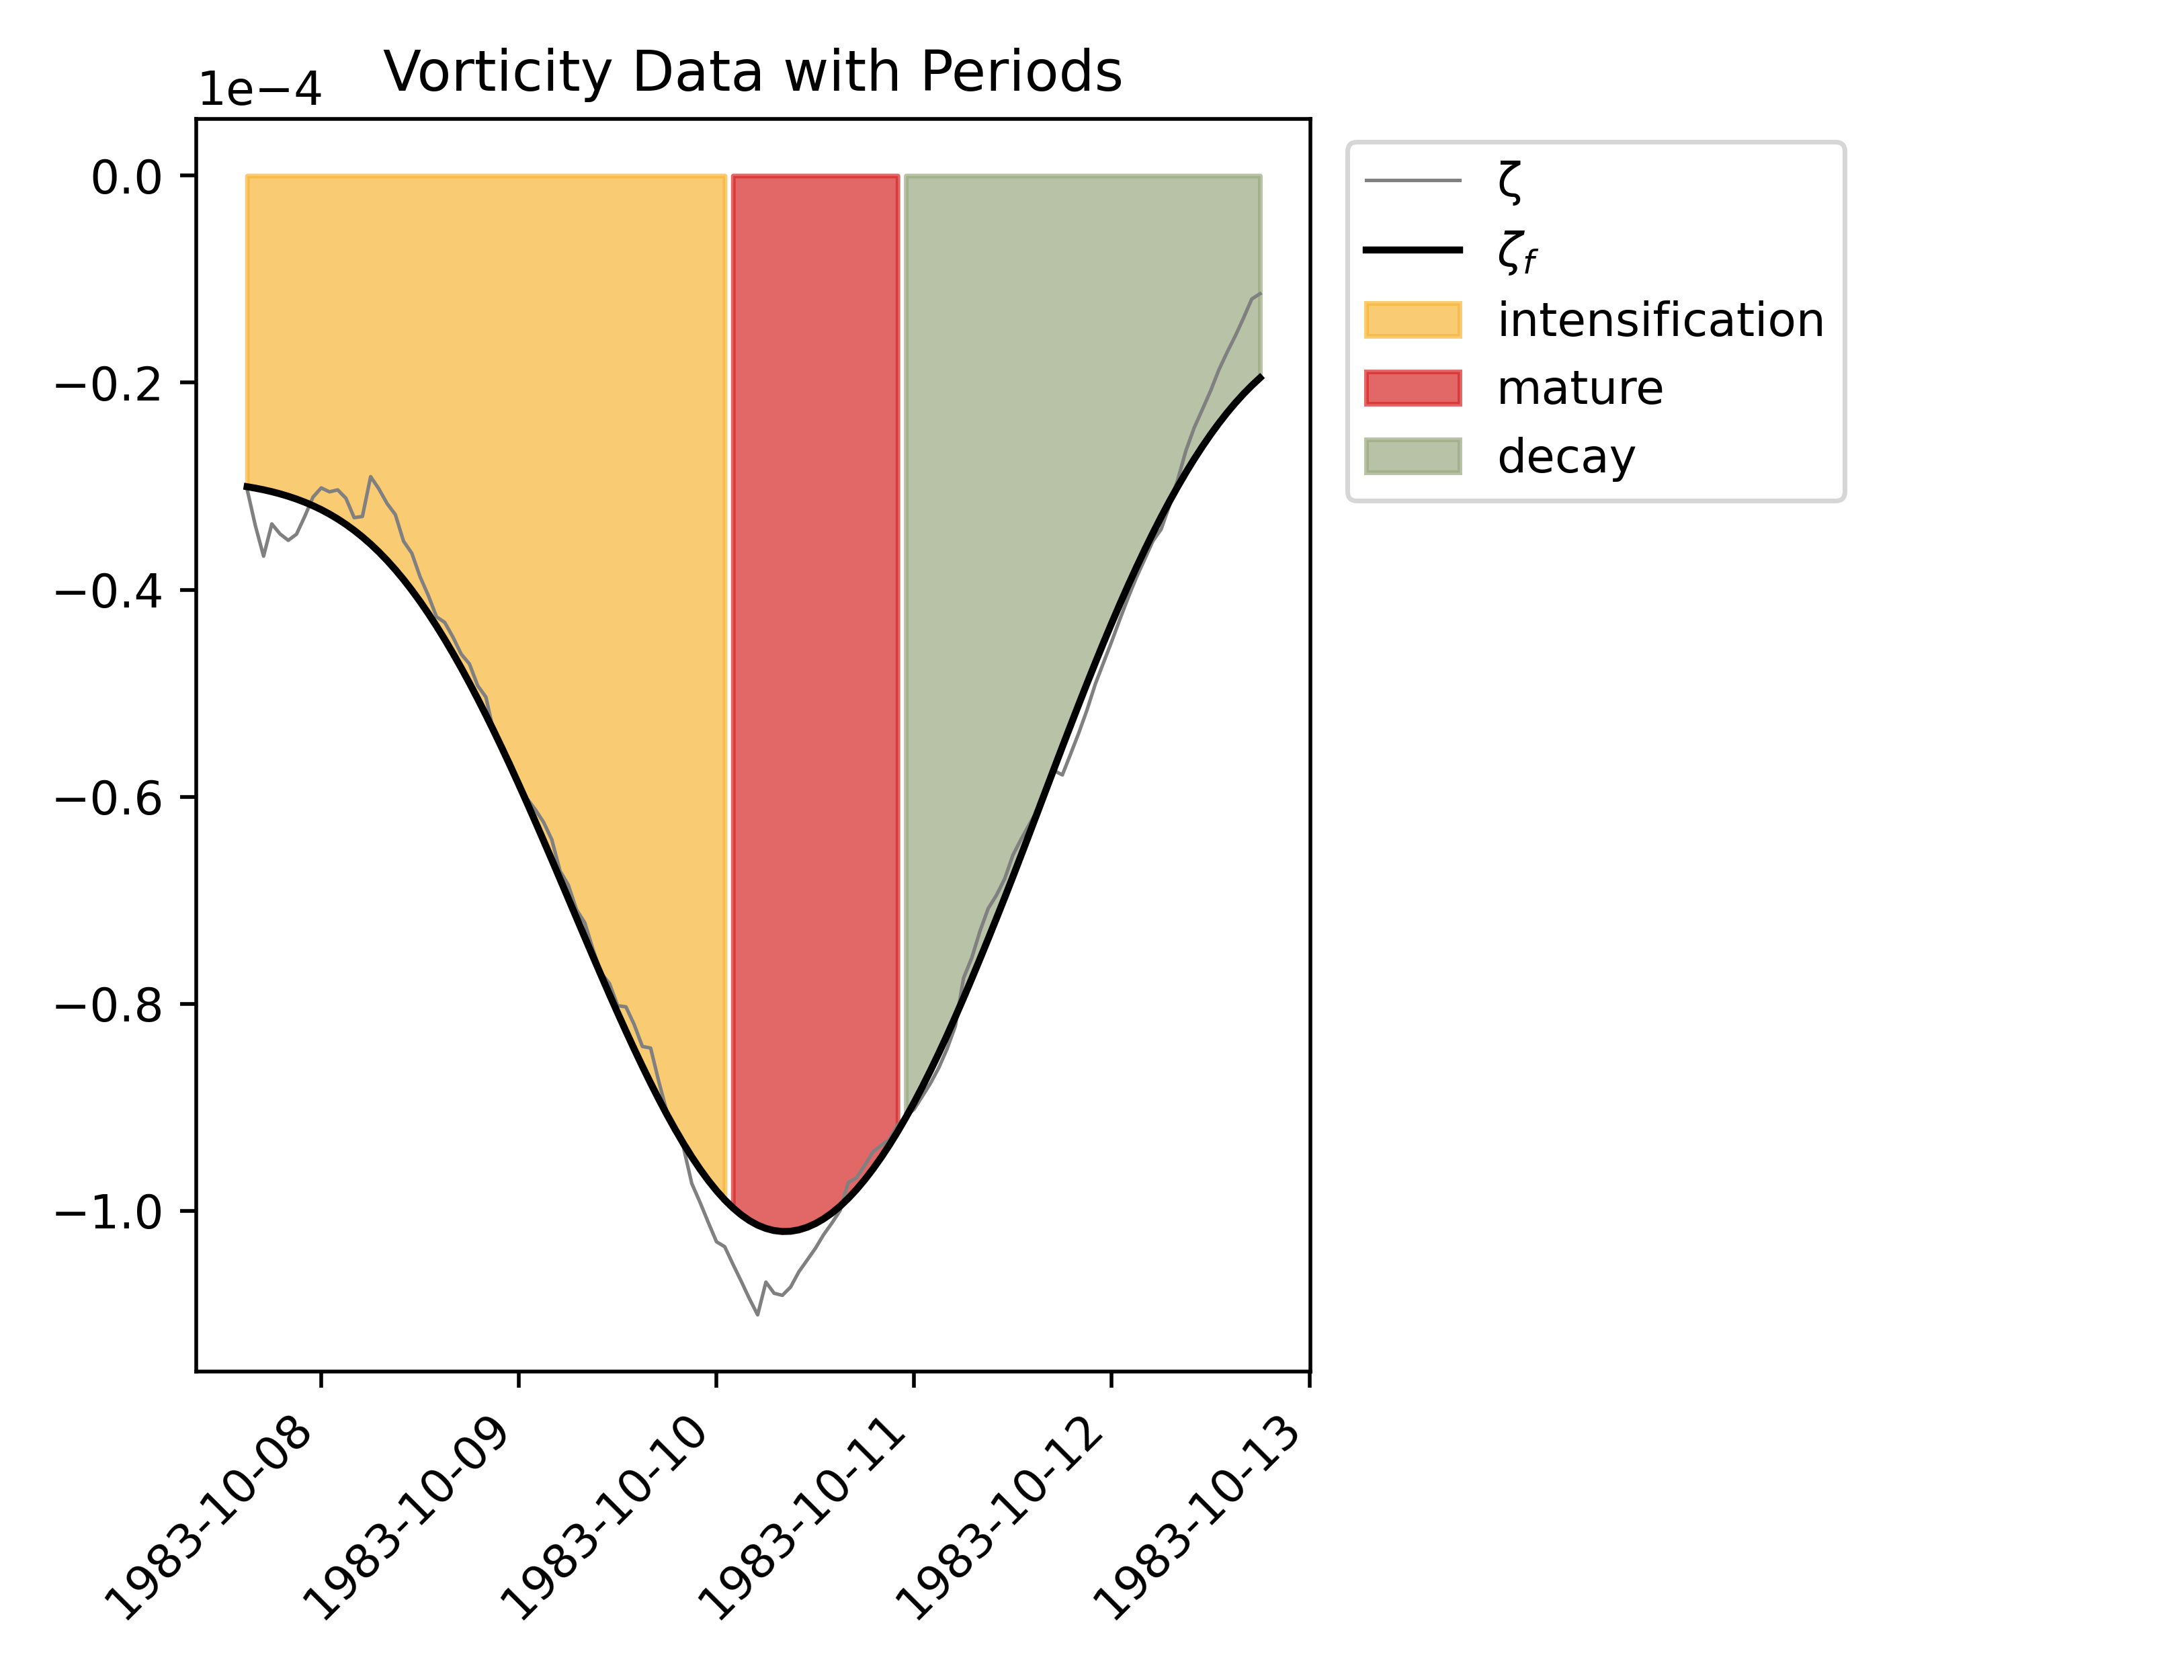 Vorticity Data with Periods
1e−4
0.0
−0.2
−0.4
−0.6
−0.8
−1.0
1983-10-08
1983-10-09
1983-10-10
1983-10-11
1983-10-12
1983-10-13
ζ
ζf
intensification
mature
decay